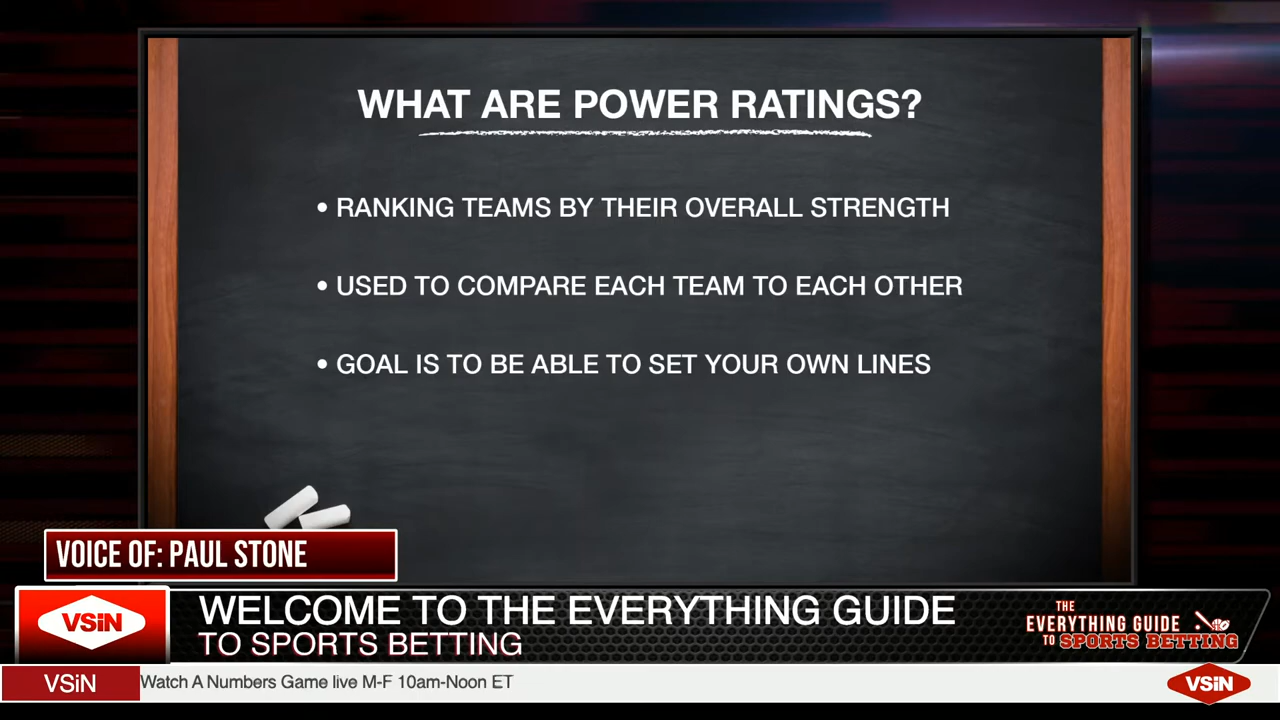 WHAT ARE POWER RATINGS?
• RANKING TEAMS BY THEIR OVERALL STRENGTH
• USED TO COMPARE EACH TEAM TO EACH OTHER
• GOAL IS TO BE ABLE TO SET YOUR OWN LINES
VOICE OF: PAUL STONE
VSiN
WELCOME TO THE EVERYTHING GUIDE
TO SPORTS BETTING
THE
EVERYTHING GUIDE
TO SPORTS BETTING
VSiN
Watch A Numbers Game live M-F 10am-Noon ET
VSiN